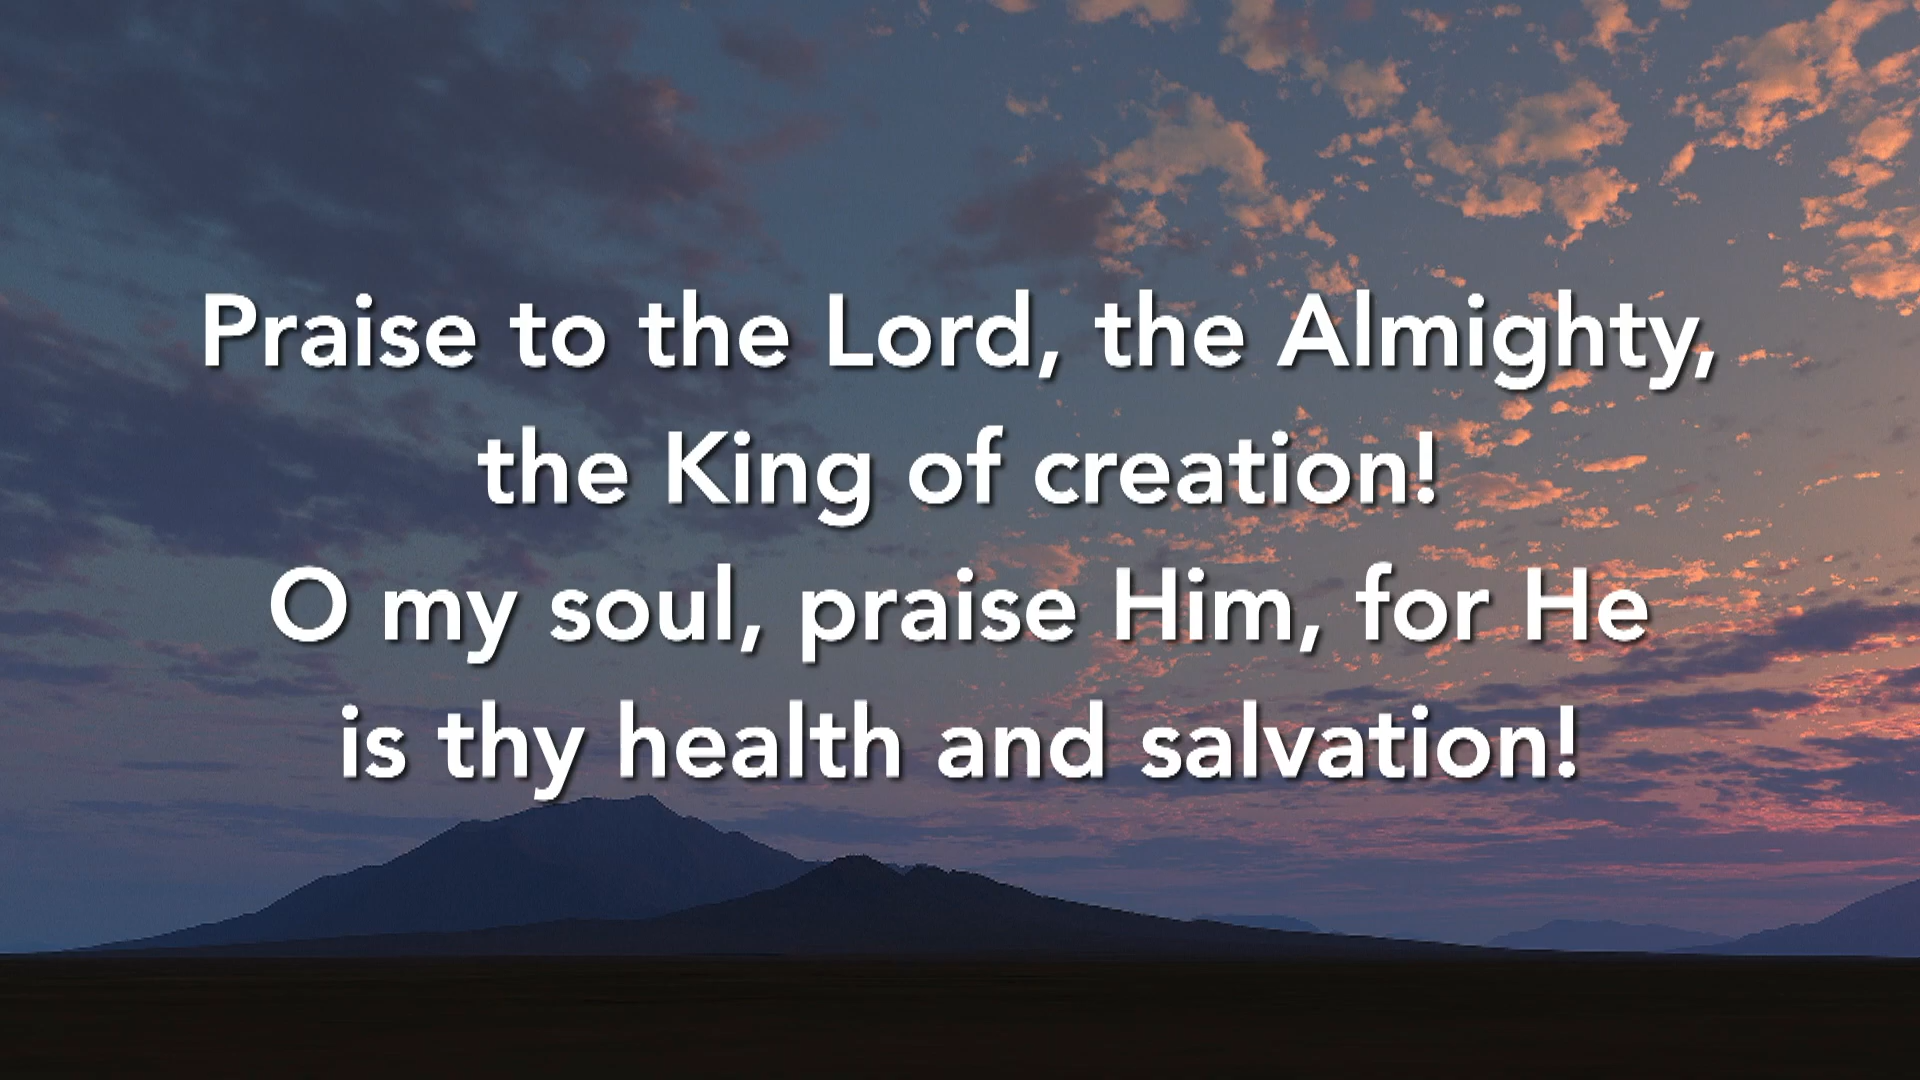 Praise to the Lord, the Almighty,
the King of creation!
O my soul, praise Him, for He
is thy health and salvation!